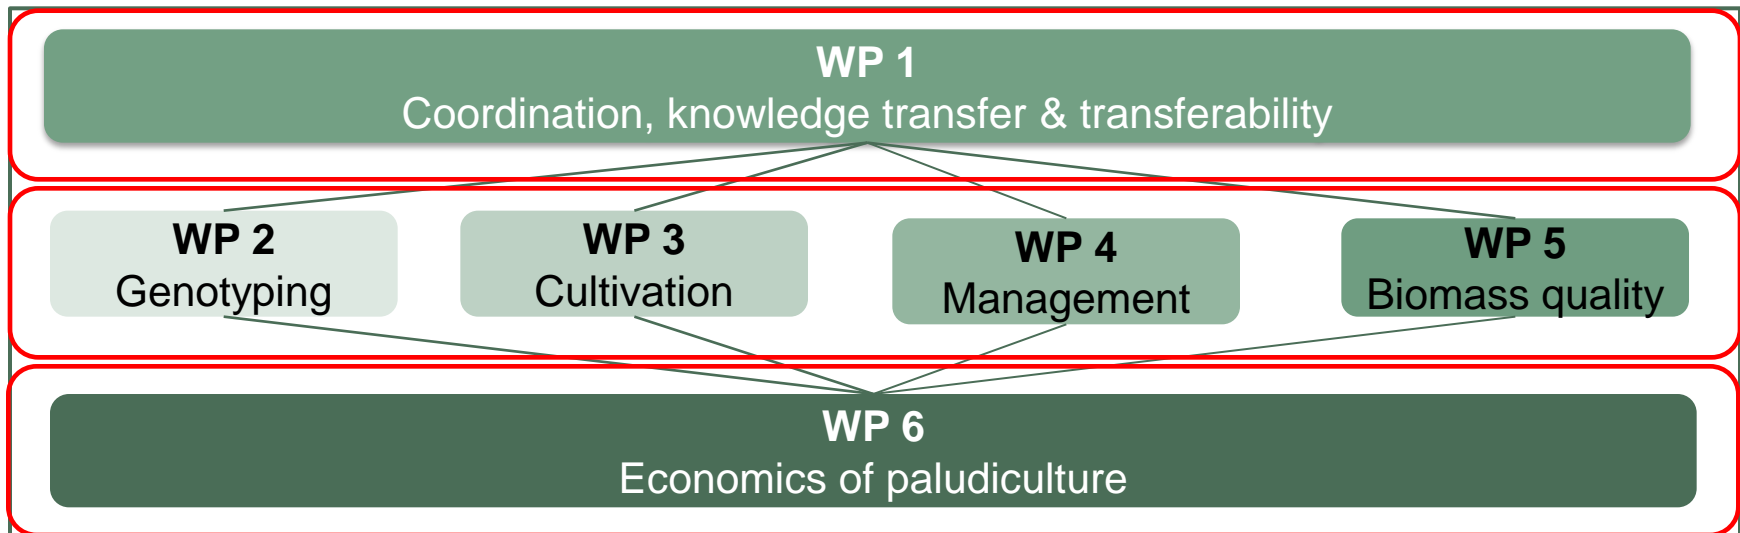 WP 1
Coordination, knowledge transfer & transferability
WP 2
Genotyping
WP 3
Cultivation
WP 4
Management
WP 5
Biomass quality
WP 6
Economics of paludiculture